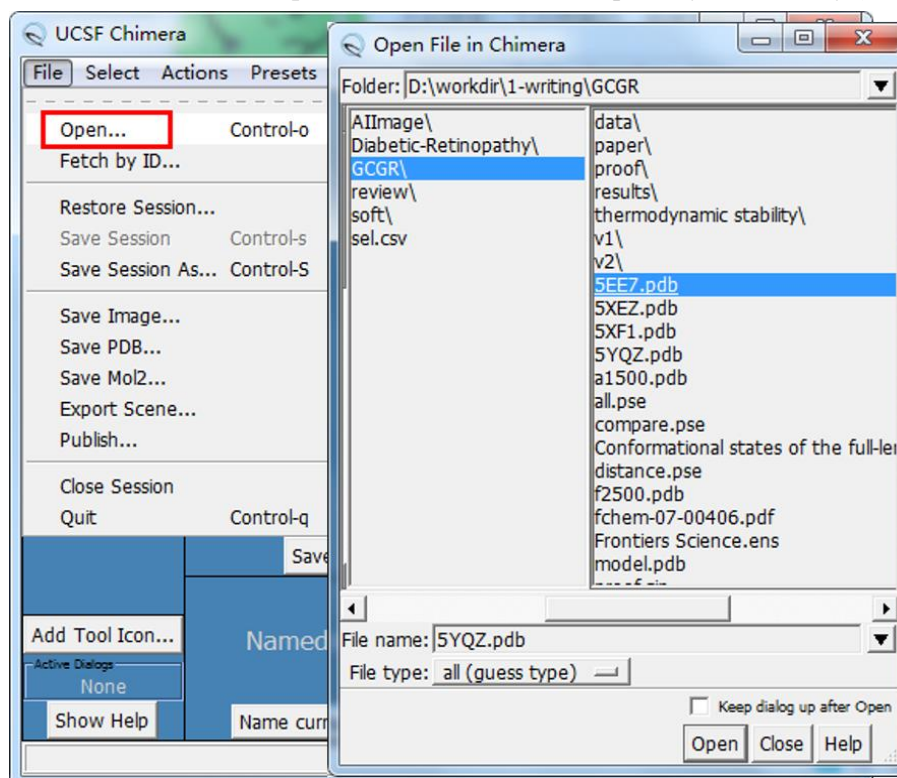 UCSF Chimera
File Select Actions Presets
Open... Control-o
Fetch by ID...
Restore Session...
Save Session Control-s
Save Session As... Control-S
Save Image...
Save PDB...
Save Mol2...
Export Scene...
Publish...
Close Session
Quit Control-q
Save
Add Tool Icon...
Named
Active Dialogs
None
Show Help
Name curr
Open File in Chimera
Folder: D:\workdir\1-writing\GCGR
AIImage\
Diabetic-Retinopathy\
GCGR\
review\
soft\
sel.csv
data\
paper\
proof\
results\
thermodynamic stability\
v1\
v2\
5EE7.pdb
5XEZ.pdb
5XF1.pdb
5YQZ.pdb
a1500.pdb
all.pse
compare.pse
Conformational states of the full-le
distance.pse
f2500.pdb
fchem-07-00406.pdf
Frontiers Science.ens
model.pdb
File name: 5YQZ.pdb
File type: all (guess type)
Keep dialog up after Open
Open Close Help